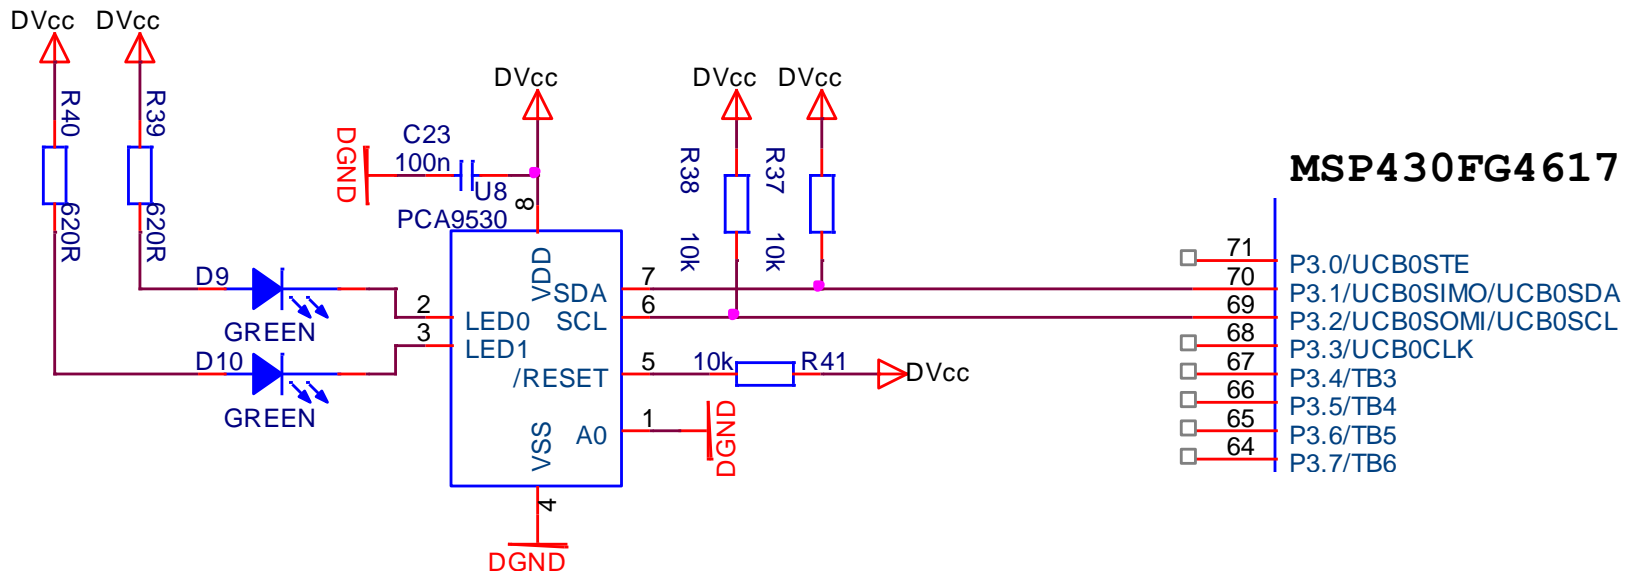 DVcc
DVcc
R40
620R
R39
620R
DGND
C23
100n
DVcc
U8
PCA9530
8
VDD
DVcc
DVcc
R38
10k
R37
10k
MSP430FG4617
D9
GREEN
2
LED0
D10
GREEN
3
LED1
SDA
7
SCL
6
/RESET
5
10k
R41
DVcc
A0
1
DGND
VSS
4
DGND
71
P3.0/UCB0STE
70
P3.1/UCB0SIMO/UCB0SDA
69
P3.2/UCB0SOMI/UCB0SCL
68
P3.3/UCB0CLK
67
P3.4/TB3
66
P3.5/TB4
65
P3.6/TB5
64
P3.7/TB6